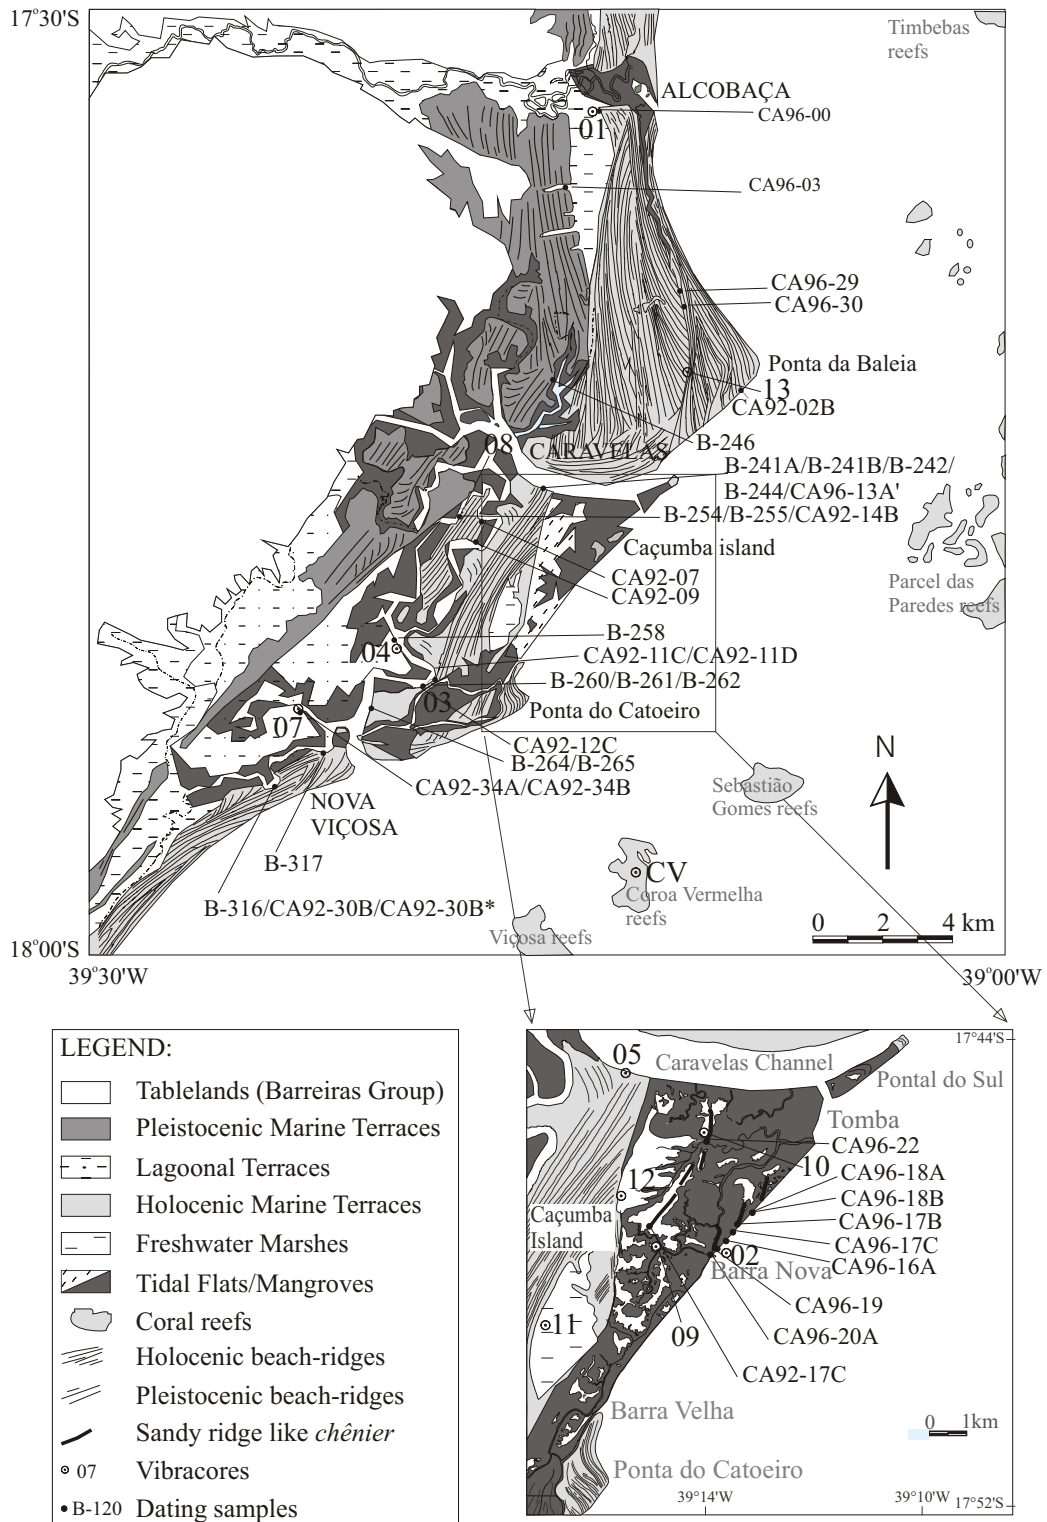 17°30'S
Timbebas
reefs
ALCOBAÇA
CA96-00
01
CA96-03
CA96-29
CA96-30
Ponta da Baleia
13
CA92-02B
B-246
08
CARAVELAS
B-241A/B-241B/B-242/
B-244/CA96-13A'
B-254/B-255/CA92-14B
Caçumba island
CA92-07
CA92-09
Parcel das
Paredes reefs
B-258
04
CA92-11C/CA92-11D
B-260/B-261/B-262
03
Ponta do Catoeiro
07
CA92-12C
B-264/B-265
CA92-34A/CA92-34B
N
Sebastião
Gomes reefs
NOVA
VIÇOSA
B-317
CV
Coroa Vermelha
reefs
B-316/CA92-30B/CA92-30B*
Viçosa reefs
0 2 4 km
18°00'S
39°30'W
39°00'W
LEGEND:
Tablelands (Barreiras Group)
Pleistocenic Marine Terraces
Lagoonal Terraces
Holocenic Marine Terraces
Freshwater Marshes
Tidal Flats/Mangroves
Coral reefs
Holocenic beach-ridges
Pleistocenic beach-ridges
Sandy ridge like chênier
07 Vibracores
B-120 Dating samples
17°44'S
05
Caravelas Channel
Pontal do Sul
Tomba
CA96-22
10
CA96-18A
12
CA96-18B
CA96-17B
Caçumba
Island
CA96-17C
02
CA96-16A
Barra Nova
CA96-19
11
09
CA96-20A
CA92-17C
Barra Velha
0 1km
Ponta do Catoeiro
39°14'W
39°10'W
17°52'S